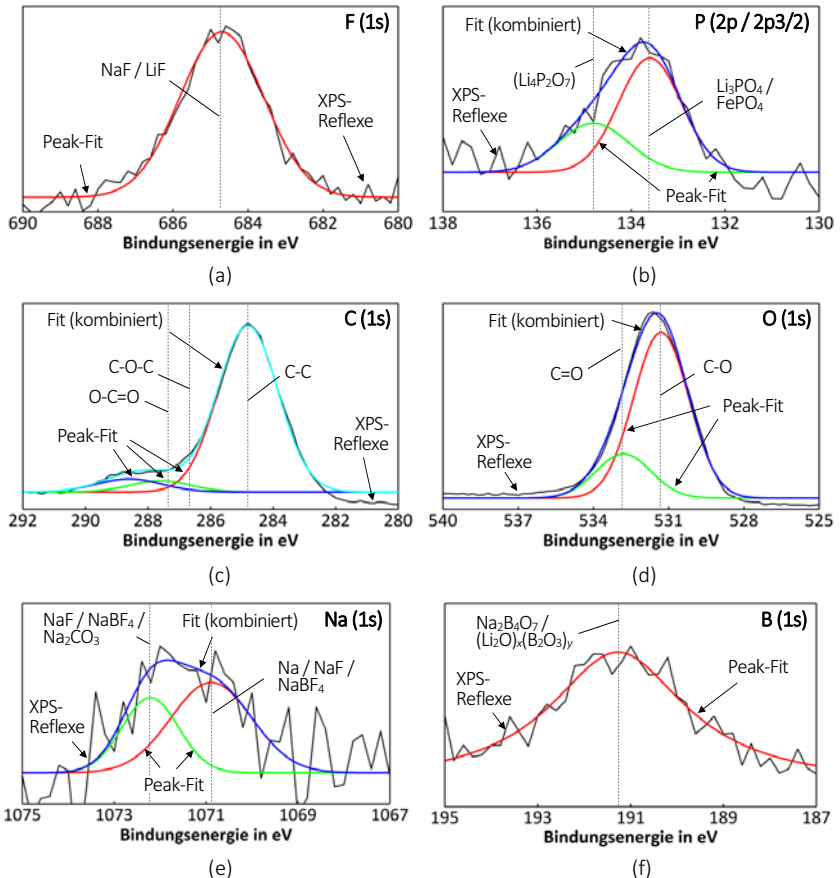 F (1s)
NaF / LiF
XPS-
Reflexe
Peak-Fit
690 688 686 684 682 680
Bindungsenergie in eV
(a)
P (2p / 2p3/2)
Fit (kombiniert)
(Li4P2O7)
Li₃PO₄ /
FePO₄
XPS-
Reflexe
Peak-Fit
138 136 134 132 130
Bindungsenergie in eV
(b)
C (1s)
Fit (kombiniert)
C-O-C
C-C
O-C=O
Peak-Fit
XPS-
Reflexe
292 290 288 286 284 282 280
Bindungsenergie in eV
(c)
O (1s)
Fit (kombiniert)
C=O
C-O
Peak-Fit
XPS-
Reflexe
540 537 534 531 528 525
Bindungsenergie in eV
(d)
Na (1s)
NaF / NaBF4 /
Na₂CO₃
Fit (kombiniert)
Na / NaF /
NaBF₄
XPS-
Reflexe
Peak-Fit
1075 1073 1071 1069 1067
Bindungsenergie in eV
(e)
B (1s)
Na₂B₄O₇ /
(Li₂O)ₓ(B₂O₃)ᵧ
Peak-Fit
XPS-
Reflexe
195 193 191 189 187
Bindungsenergie in eV
(f)